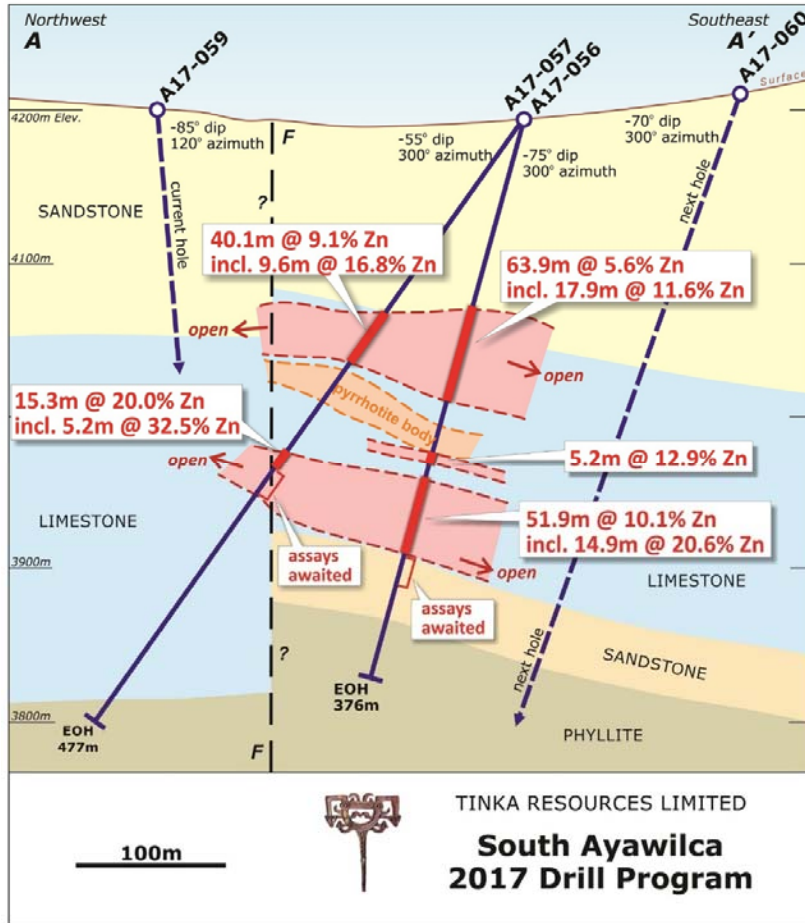 Northwest
A
Southeast
A´
A17-059
A17-057
A17-056
A17-060
Surface
4200m Elev.
-85° dip
120° azimuth
F
-55° dip
300° azimuth
-75° dip
300° azimuth
-70° dip
300° azimuth
current hole
next hole
?
SANDSTONE
40.1m @ 9.1% Zn
incl. 9.6m @ 16.8% Zn
63.9m @ 5.6% Zn
incl. 17.9m @ 11.6% Zn
4100m
open
open
15.3m @ 20.0% Zn
incl. 5.2m @ 32.5% Zn
pyrrhotite body
5.2m @ 12.9% Zn
open
LIMESTONE
51.9m @ 10.1% Zn
incl. 14.9m @ 20.6% Zn
assays
awaited
3900m
open
LIMESTONE
assays
awaited
?
SANDSTONE
next hole
EOH
376m
3800m
EOH
477m
F
PHYLLITE
100m
TINKA RESOURCES LIMITED
South Ayawilca
2017 Drill Program